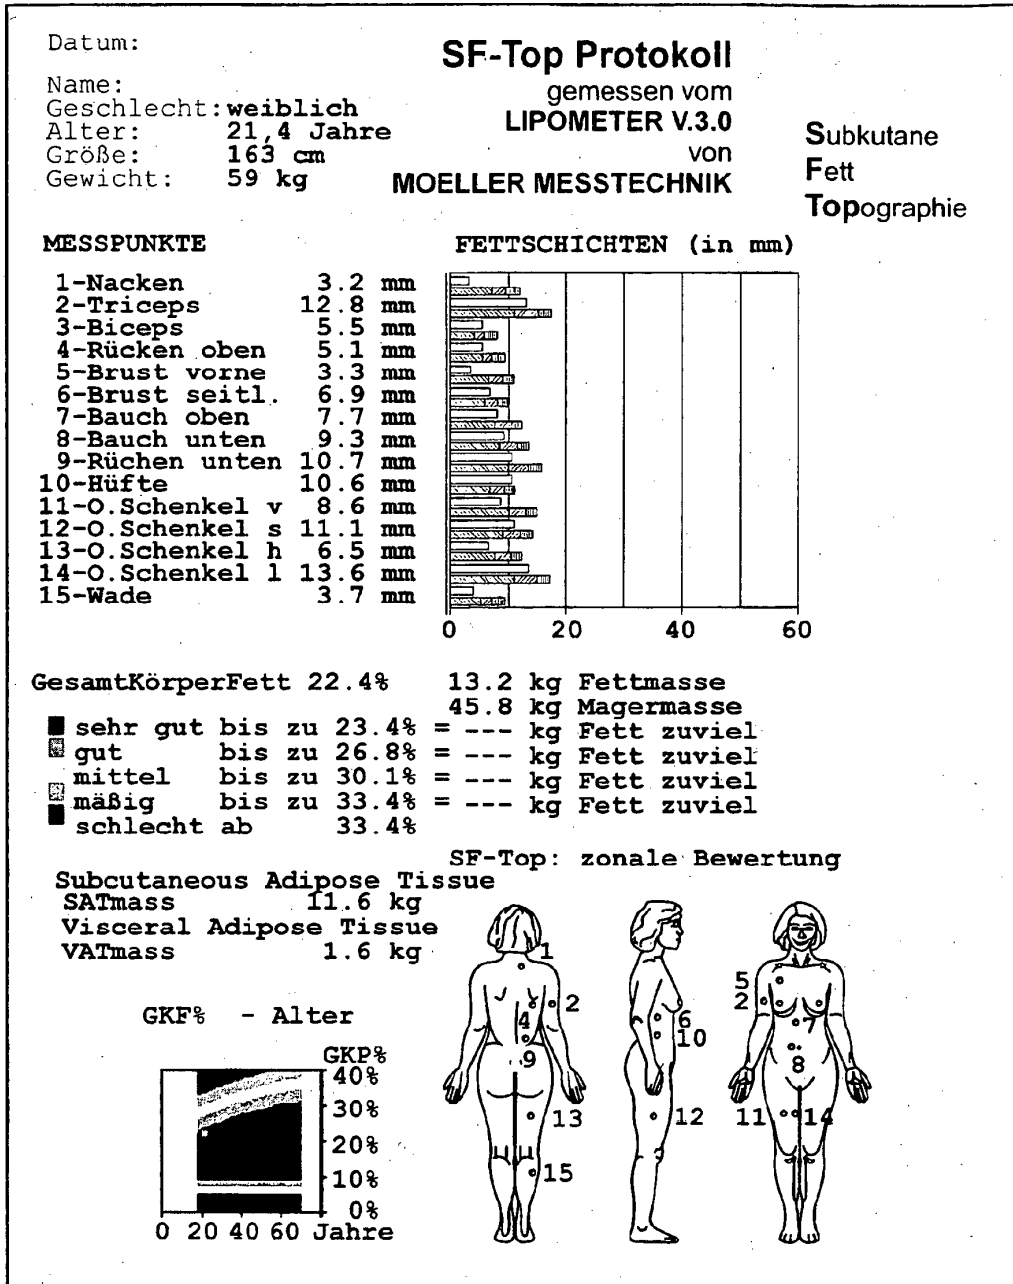 Datum:
Name:
Geschlecht: weiblich
Alter: 21,4 Jahre
Größe: 163 cm
Gewicht: 59 kg
SF-Top Protokoll
gemessen vom
LIPOMETER V.3.0
von
MOELLER MESSTECHNIK
Subkutane
Fett
Topographie
MESSPUNKTE
1-Nacken 3.2 mm
2-Triceps 12.8 mm
3-Biceps 5.5 mm
4-Rücken oben 5.1 mm
5-Brust vorne 3.3 mm
6-Brust seitl. 6.9 mm
7-Bauch oben 7.7 mm
8-Bauch unten 9.3 mm
9-Rüchen unten 10.7 mm
10-Hüfte 10.6 mm
11-O.Schenkel v 8.6 mm
12-O.Schenkel s 11.1 mm
13-O.Schenkel h 6.5 mm
14-O.Schenkel l 13.6 mm
15-Wade 3.7 mm
FETTSCHICHTEN (in mm)
0 20 40 60
GesamtKörperFett 22.4% 13.2 kg Fettmasse
45.8 kg Magermasse
sehr gut bis zu 23.4% = --- kg Fett zuviel
gut bis zu 26.8% = --- kg Fett zuviel
mittel bis zu 30.1% = --- kg Fett zuviel
mäßig bis zu 33.4% = --- kg Fett zuviel
schlecht ab 33.4%
Subcutaneous Adipose Tissue
SATmass 11.6 kg
Visceral Adipose Tissue
VATmass 1.6 kg
GKF% - Alter
GKP%
40%
30%
20%
10%
0%
0 20 40 60 Jahre
SF-Top: zonale Bewertung
1
2
4
9
13
15
6
10
12
5
2
7
8
11 14